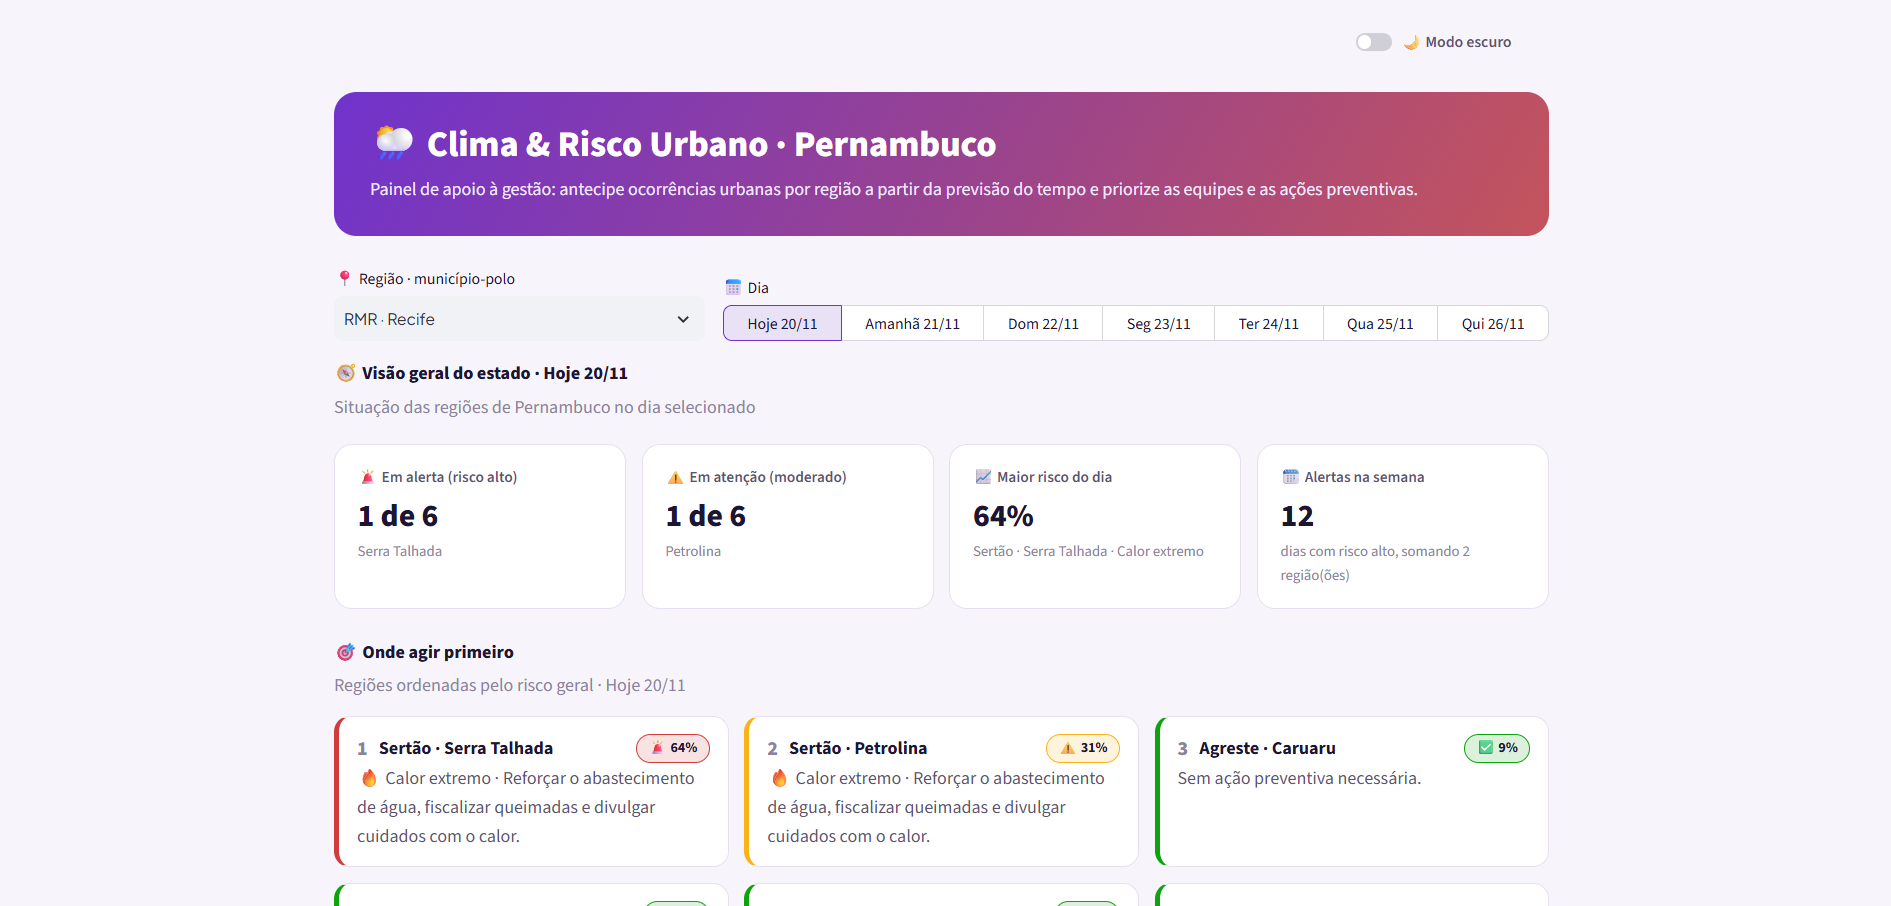 Modo escuro
Clima & Risco Urbano · Pernambuco
Painel de apoio à gestão: antecipe ocorrências urbanas por região a partir da previsão do tempo e priorize as equipes e as ações preventivas.
Região · município-polo
RMR · Recife
Dia
Hoje 20/11
Amanhã 21/11
Dom 22/11
Seg 23/11
Ter 24/11
Qua 25/11
Qui 26/11
Visão geral do estado · Hoje 20/11
Situação das regiões de Pernambuco no dia selecionado
Em alerta (risco alto)
1 de 6
Serra Talhada
Em atenção (moderado)
1 de 6
Petrolina
Maior risco do dia
64%
Sertão · Serra Talhada · Calor extremo
Alertas na semana
12
dias com risco alto, somando 2
região(ões)
Onde agir primeiro
Regiões ordenadas pelo risco geral · Hoje 20/11
1 Sertão · Serra Talhada
64%
Calor extremo · Reforçar o abastecimento
de água, fiscalizar queimadas e divulgar
cuidados com o calor.
2 Sertão · Petrolina
31%
Calor extremo · Reforçar o abastecimento
de água, fiscalizar queimadas e divulgar
cuidados com o calor.
3 Agreste · Caruaru
9%
Sem ação preventiva necessária.